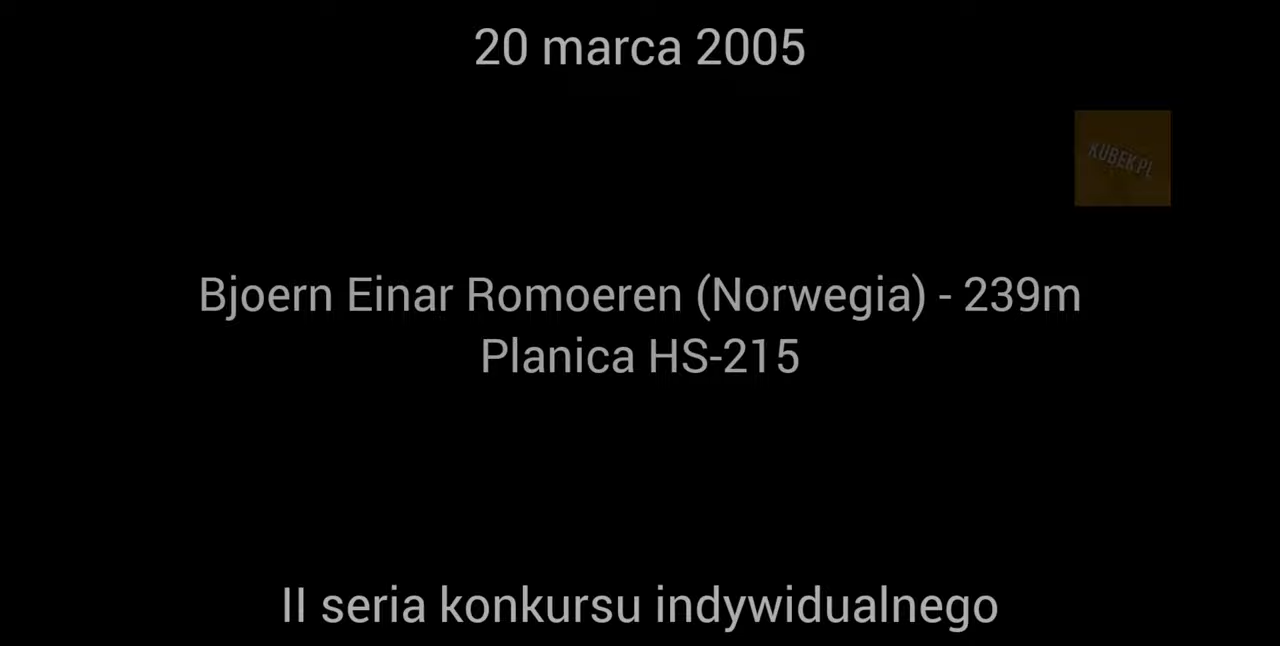 20 marca 2005
KUBEK.PL
Bjoern Einar Romoeren (Norwegia) - 239m
Planica HS-215
II seria konkursu indywidualnego